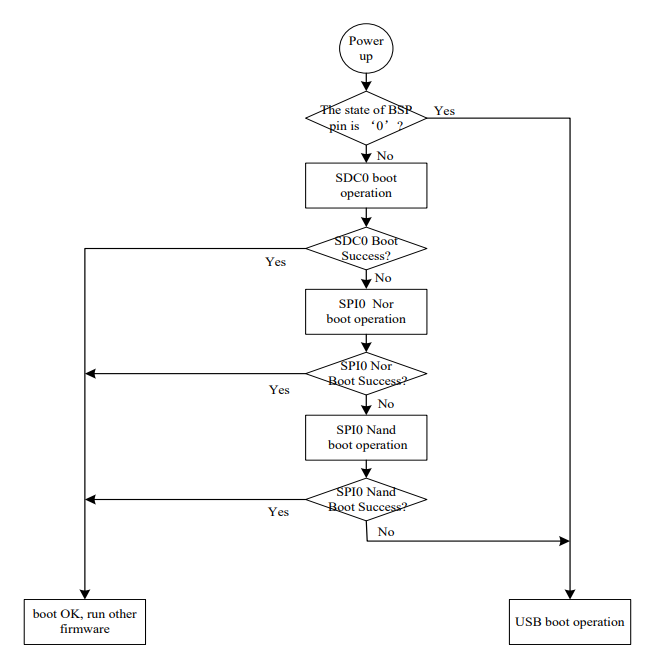 Power
up
The state of BSP
pin is ‘0’?
Yes
No
SDC0 boot
operation
SDC0 Boot
Success?
Yes
No
SPI0 Nor
boot operation
SPI0 Nor
Boot Success?
Yes
No
SPI0 Nand
boot operation
SPI0 Nand
Boot Success?
Yes
No
boot OK, run other
firmware
USB boot operation